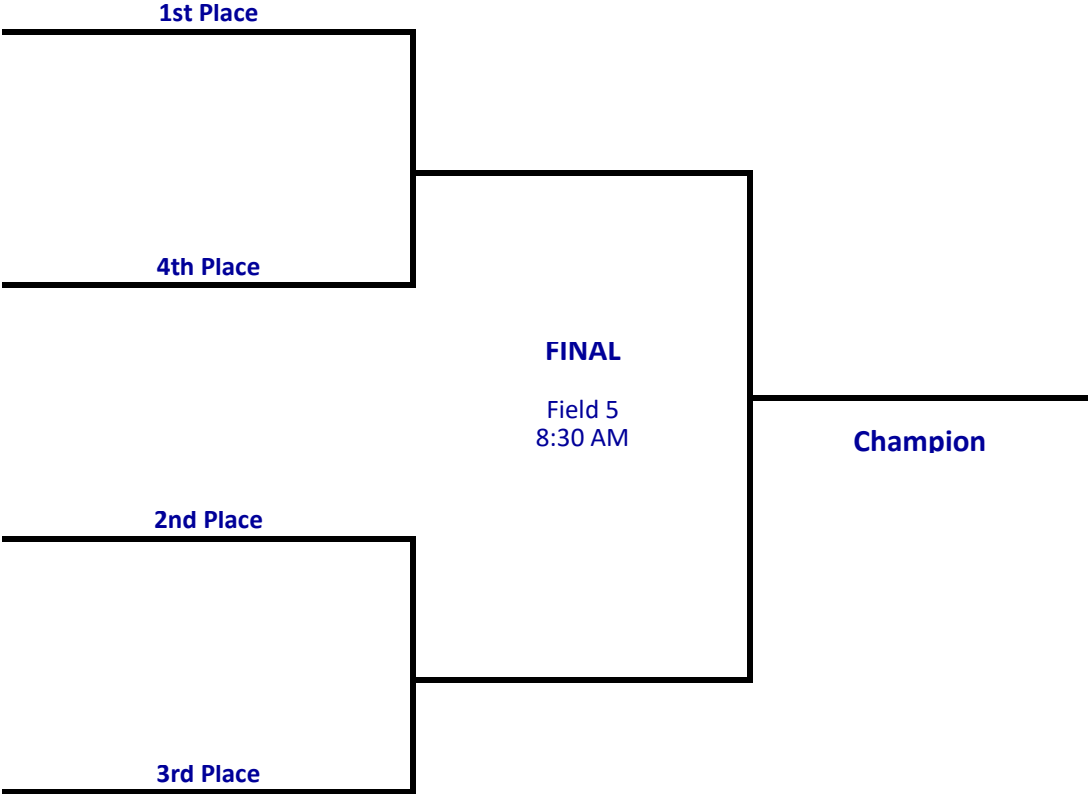 1st Place
4th Place
FINAL
Field 5
8:30 AM
Champion
2nd Place
3rd Place